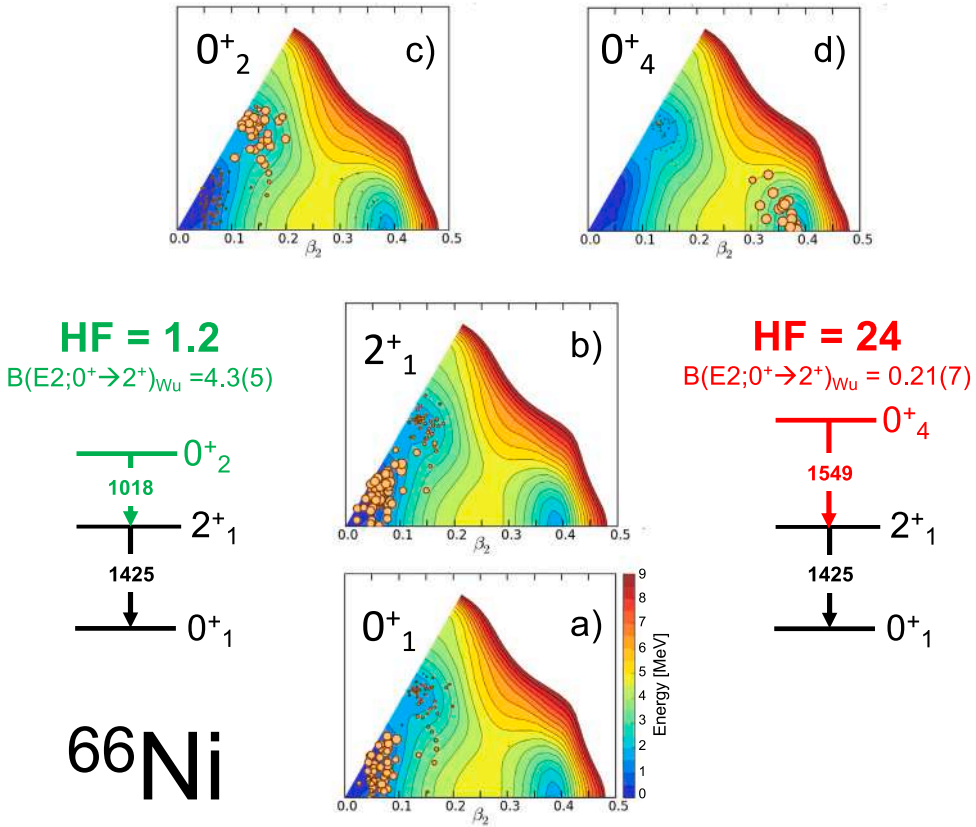 0⁺₂ c)
0.0 0.1 0.2 0.3 0.4 0.5
β₂
0⁺₄ d)
0.0 0.1 0.2 0.3 0.4 0.5
β₂
HF = 1.2
B(E2;0⁺→2⁺)Wu =4.3(5)
0⁺₂
1018
2⁺₁
1425
0⁺₁
2⁺₁ b)
0.0 0.1 0.2 0.3 0.4 0.5
β₂
HF = 24
B(E2;0⁺→2⁺)Wu = 0.21(7)
0⁺₄
1549
2⁺₁
1425
0⁺₁
0⁺₁ a)
0.0 0.1 0.2 0.3 0.4 0.5
β₂
9
8
7
6
5
4
3
2
1
0
Energy [MeV]
⁶⁶Ni